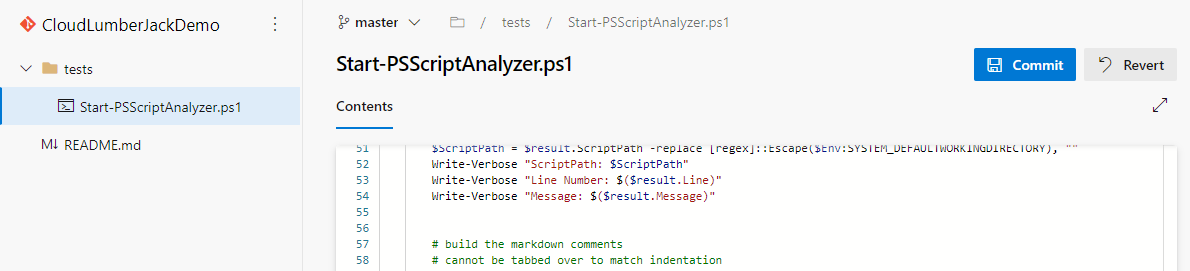 CloudLumberJackDemo
tests
Start-PSScriptAnalyzer.ps1
README.md
master / tests / Start-PSScriptAnalyzer.ps1
Start-PSScriptAnalyzer.ps1
Commit
Revert
Contents
51 $ScriptPath = $result.ScriptPath -replace [regex]::Escape($Env:SYSTEM_DEFAULTWORKINGDIRECTORY), ""
52 Write-Verbose "ScriptPath: $ScriptPath"
53 Write-Verbose "Line Number: $($result.Line)"
54 Write-Verbose "Message: $($result.Message)"
55
56
57 # build the markdown comments
58 # cannot be tabbed over to match indentation